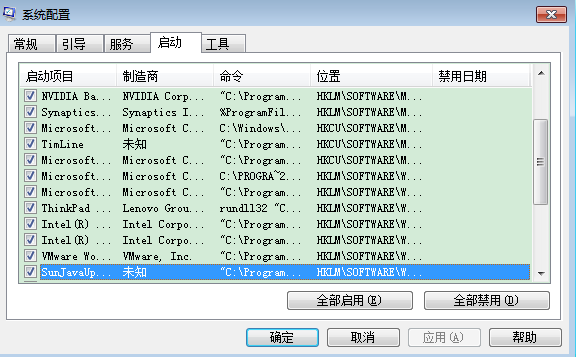 系统配置
常规 引导 服务 启动 工具
启动项目 制造商 命令 位置 禁用日期
NVIDIA Ba... NVIDIA Corp... "C:\Program... HKLM\SOFTWARE\M...
Synaptics... Synaptics I... %ProgramFil... HKLM\SOFTWARE\M...
Microsoft... Microsoft C... C:\Windows\... HKCU\SOFTWARE\M...
TimLine 未知 "C:\Program... HKCU\SOFTWARE\M...
Microsoft... Microsoft C... "C:\Program... HKCU\SOFTWARE\M...
Microsoft... Microsoft C... C:\PROGRA~2... HKLM\SOFTWARE\W...
Microsoft... Microsoft C... "C:\Program... HKLM\SOFTWARE\W...
ThinkPad ... Lenovo Grou... rundll32 "C... HKLM\SOFTWARE\W...
Intel(R) ... Intel Corpo... "C:\Program... HKLM\SOFTWARE\W...
Intel(R) ... Intel Corpo... "C:\Program... HKLM\SOFTWARE\W...
VMware Wo... VMware, Inc. "C:\Program... HKLM\SOFTWARE\W...
SunJavaUp... 未知 "C:\Program... HKLM\SOFTWARE\W...
全部启用(E) 全部禁用(D)
确定 取消 应用(A) 帮助